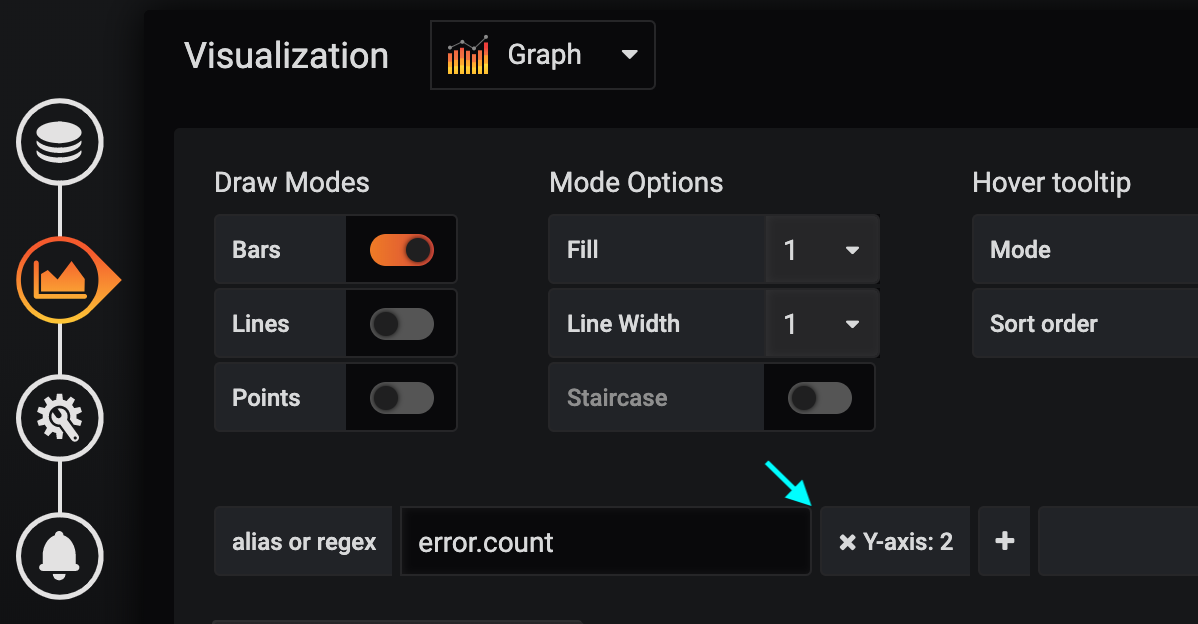 Visualization
Graph
Draw Modes
Mode Options
Hover tooltip
Bars
Fill
1
Mode
Lines
Line Width
1
Sort order
Points
Staircase
alias or regex
error.count
Y-axis: 2